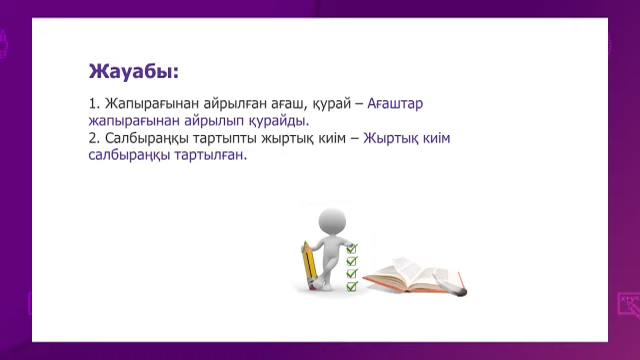 Жауабы:
1. Жапырағынан айрылған ағаш, қурай – Ағаштар
жапырағынан айрылып қурайды.
2. Салбыраңқы тартыпты жыртық киім – Жыртық киім
салбыраңқы тартылған.